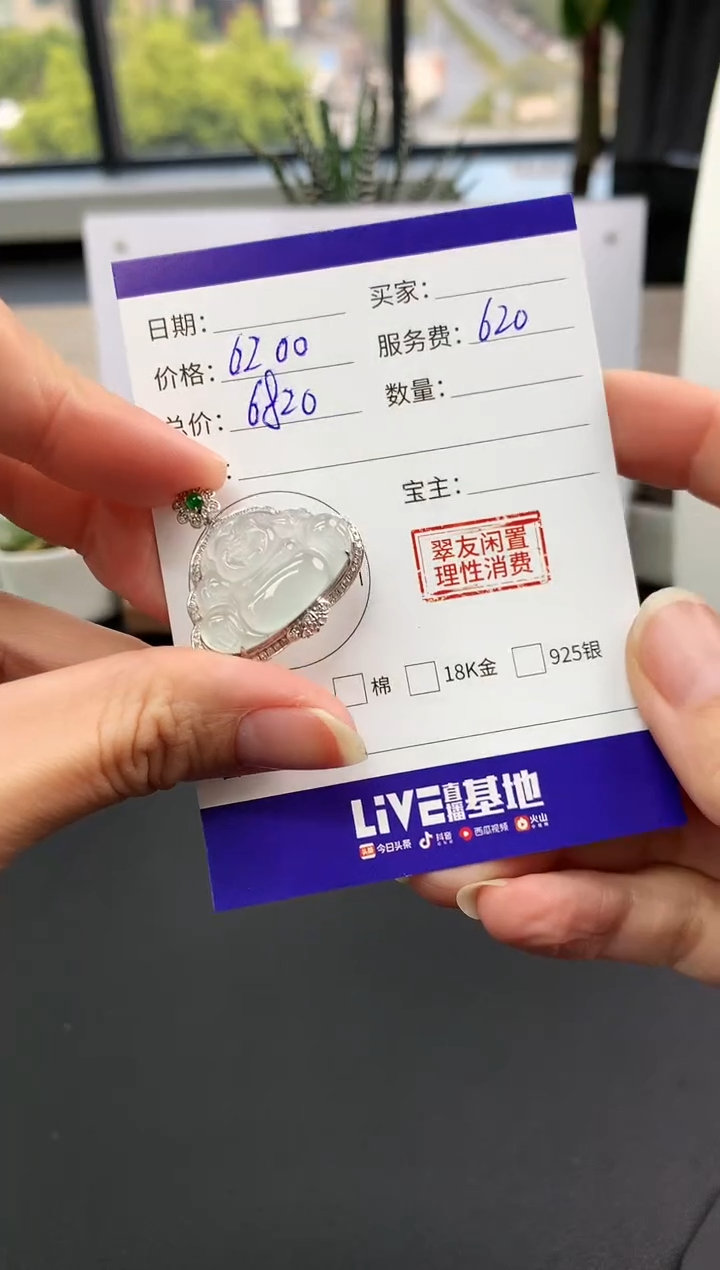 日期：
买家：
价格：6200
服务费：620
总价：6820
数量：
：
宝主：
翠友闲置
理性消费
棉 18K金 925银
LiVE直播基地
头条 今日头条 抖音 西瓜视频 火山